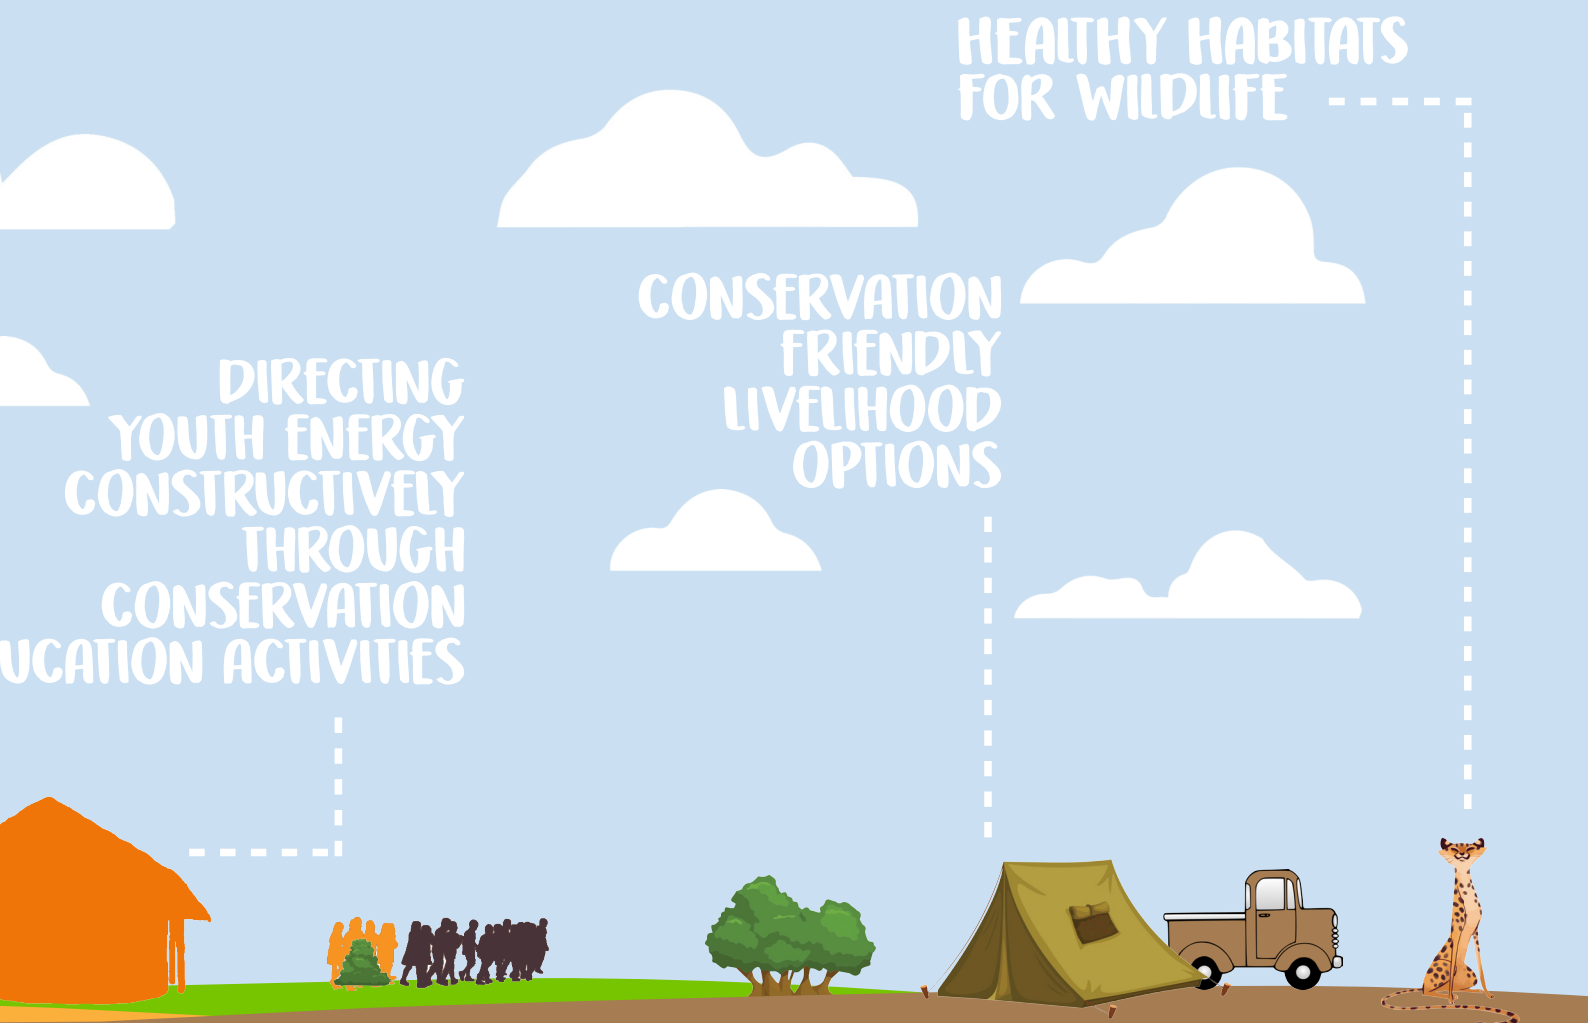 HEALTHY HABITATS
FOR WILDLIFE
CONSERVATION
FRIENDLY
LIVELIHOOD
OPTIONS
DIRECTING
YOUTH ENERGY
CONSTRUCTIVELY
THROUGH
CONSERVATION
UCATION ACTIVITIES